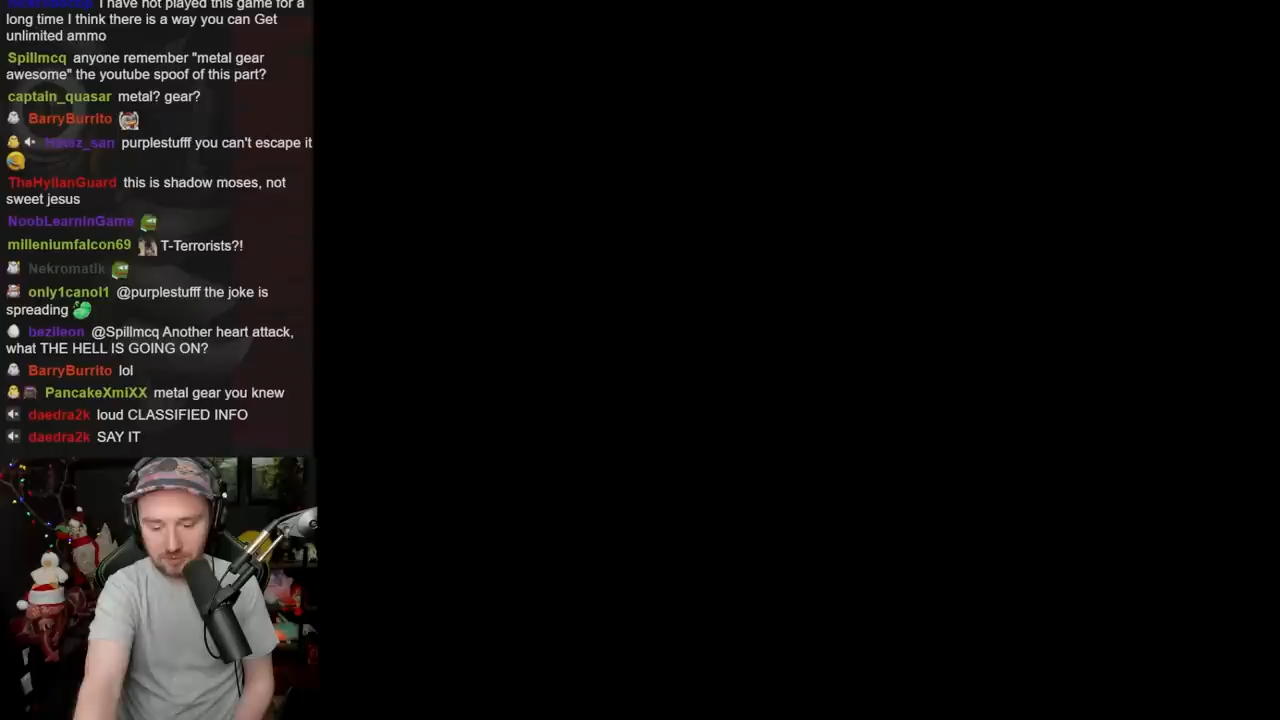 I have not played this game for a
long time I think there is a way you can Get
unlimited ammo
Spillmcq anyone remember "metal gear
awesome" the youtube spoof of this part?
captain_quasar metal? gear?
BarryBurrito
purplestufff you can't escape it
TheHylianGuard this is shadow moses, not
sweet jesus
NoobLearninGame
milleniumfalcon69 T-Terrorists?!
Nekromatik
only1canol1 @purplestufff the joke is
spreading
bezileon @Spillmcq Another heart attack,
what THE HELL IS GOING ON?
BarryBurrito lol
PancakeXmiXX metal gear you knew
daedra2k loud CLASSIFIED INFO
daedra2k SAY IT